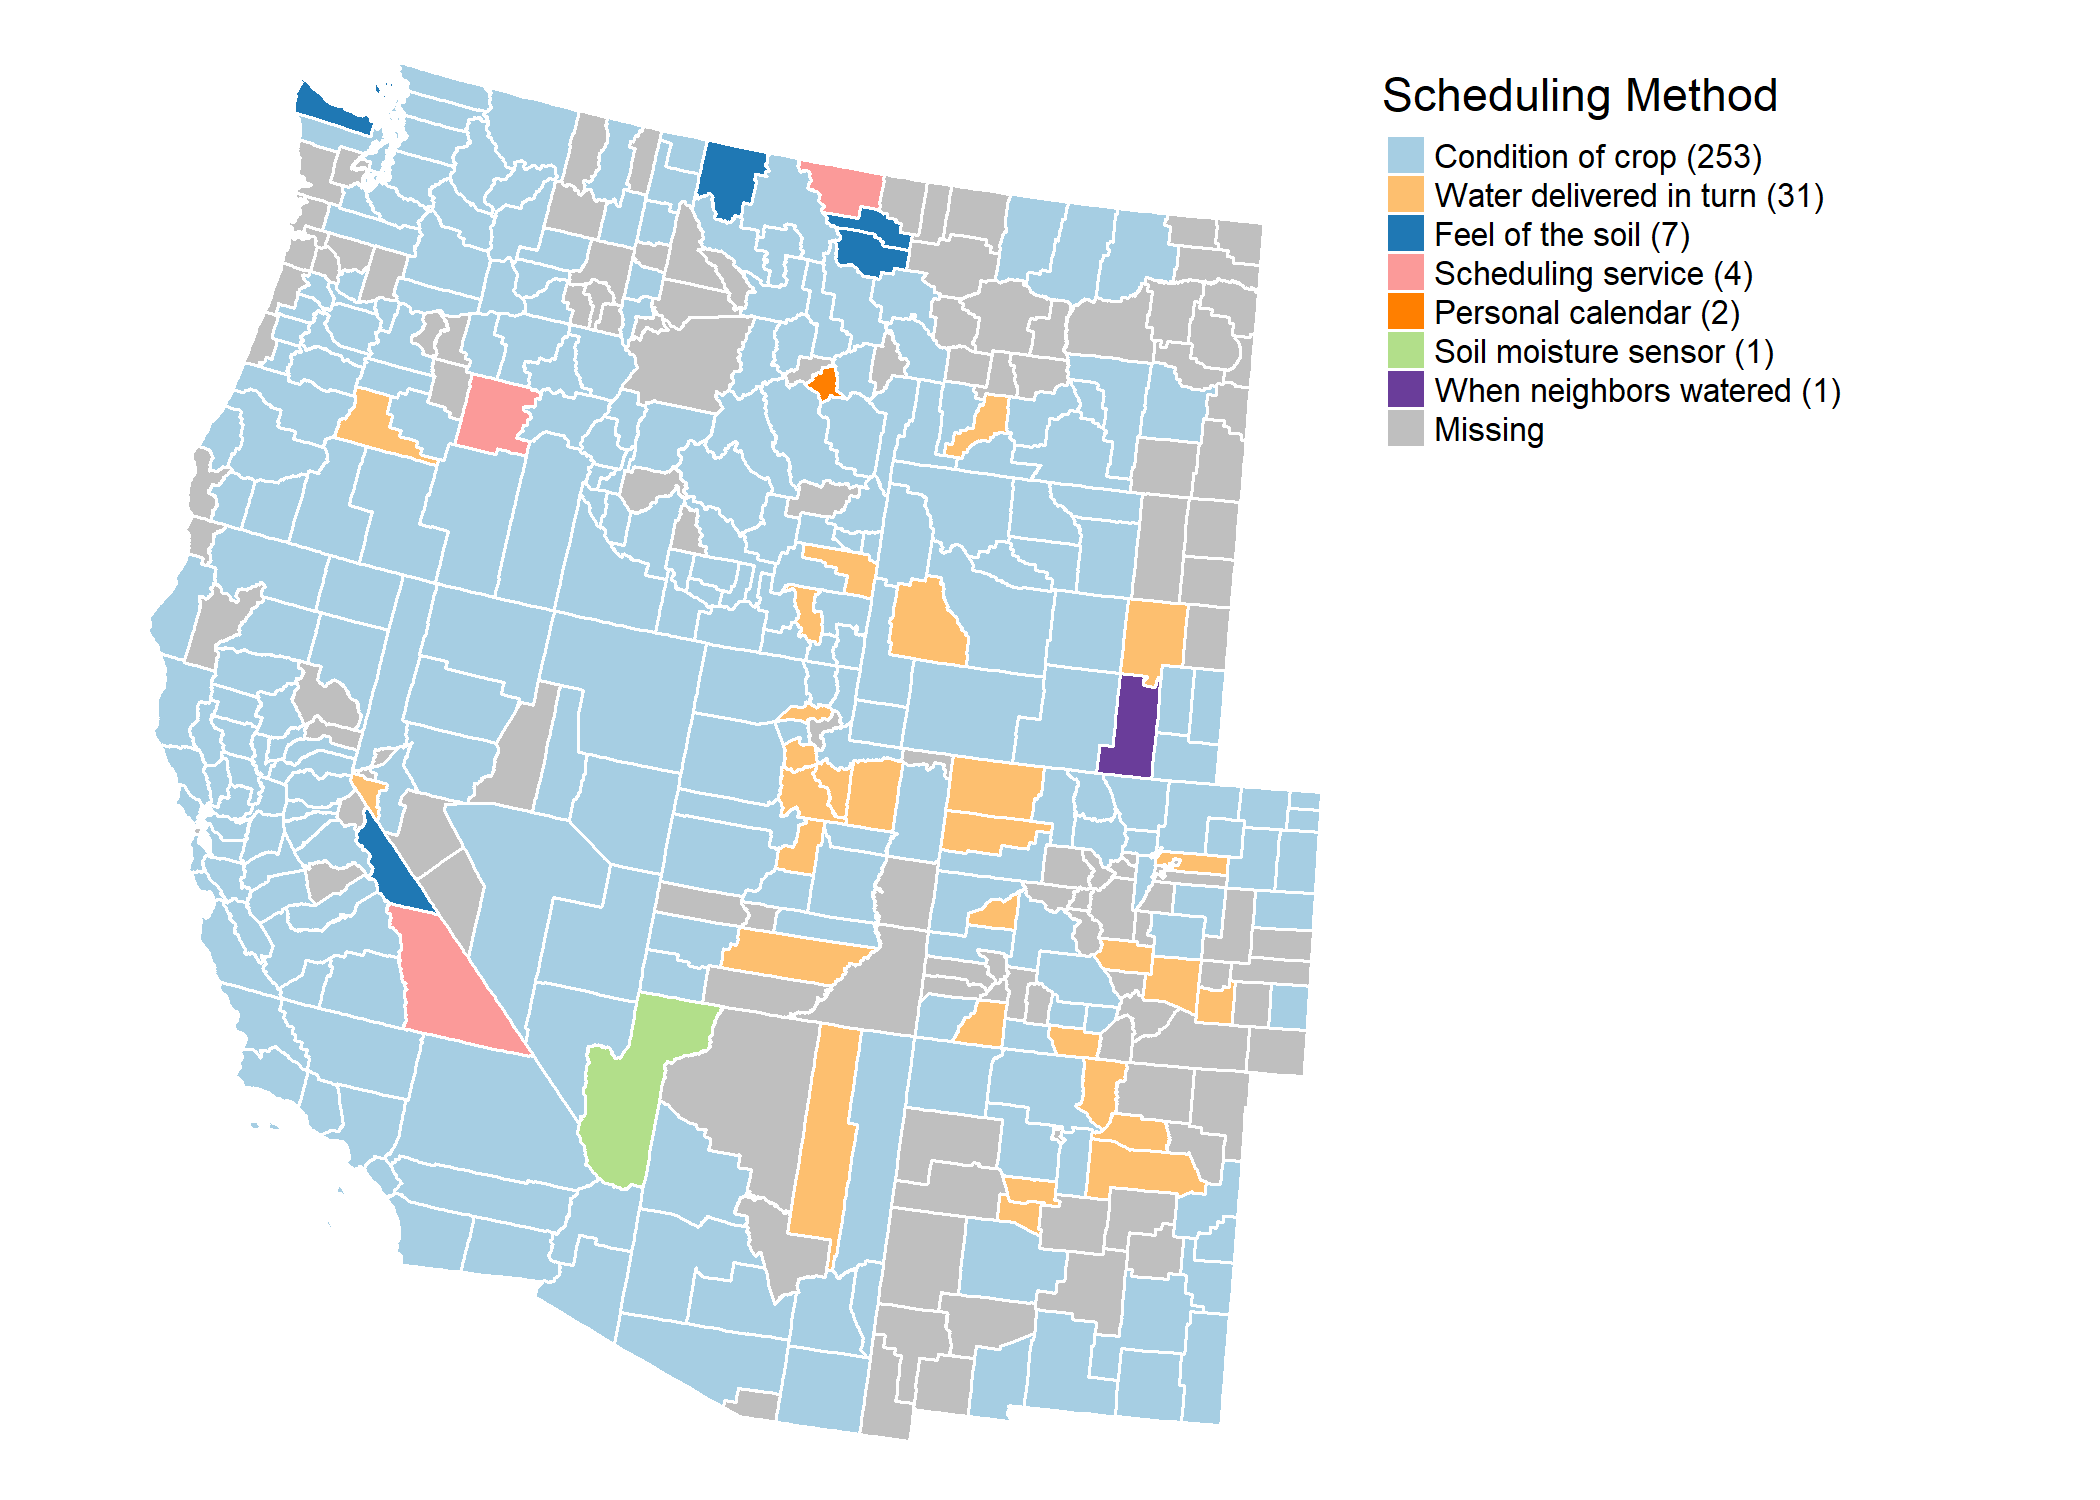 Scheduling Method
Condition of crop (253)
Water delivered in turn (31)
Feel of the soil (7)
Scheduling service (4)
Personal calendar (2)
Soil moisture sensor (1)
When neighbors watered (1)
Missing